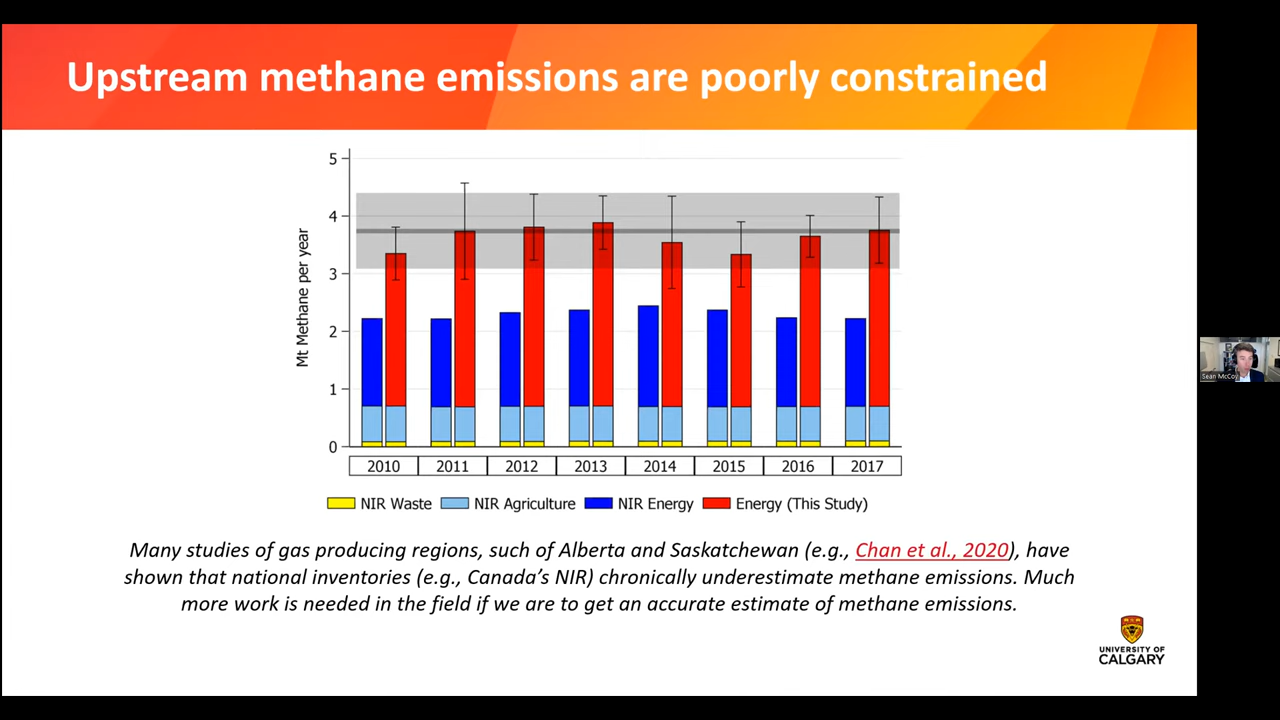 Upstream methane emissions are poorly constrained
5
4
3
2
1
0
Mt Methane per year
2010 2011 2012 2013 2014 2015 2016 2017
NIR Waste NIR Agriculture NIR Energy Energy (This Study)
Many studies of gas producing regions, such of Alberta and Saskatchewan (e.g., Chan et al., 2020), have
shown that national inventories (e.g., Canada’s NIR) chronically underestimate methane emissions. Much
more work is needed in the field if we are to get an accurate estimate of methane emissions.
UNIVERSITY OF
CALGARY
Sean McCoy